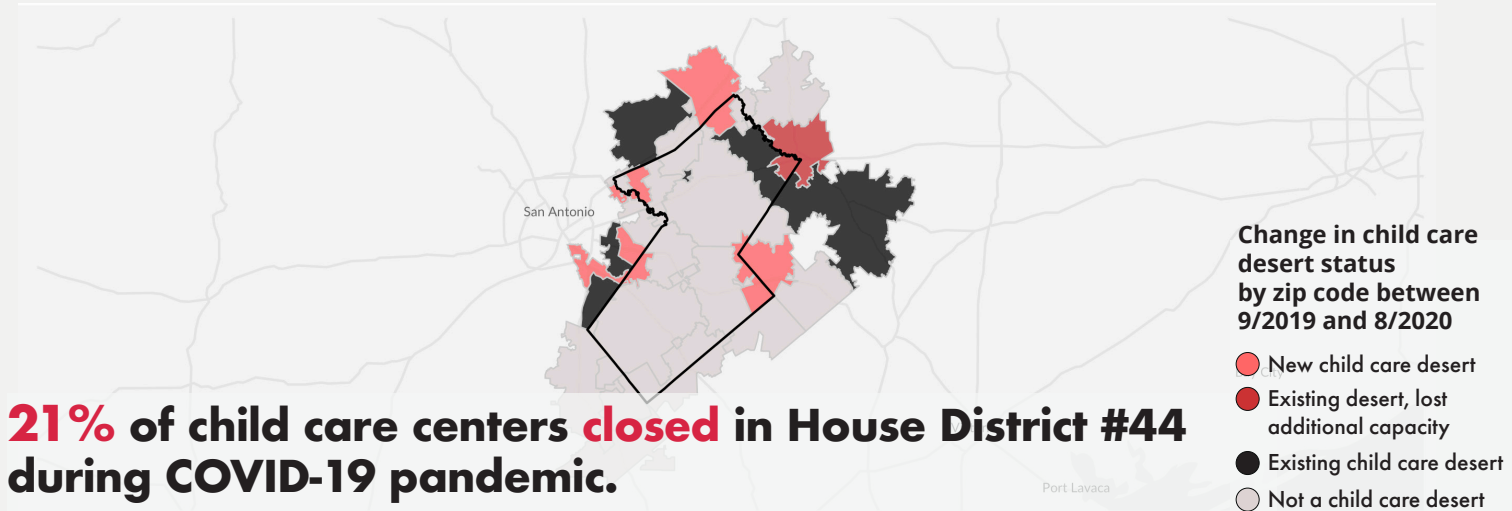 San Antonio
Change in child care
desert status
by zip code between
9/2019 and 8/2020
New child care desert
Existing desert, lost
additional capacity
Existing child care desert
Not a child care desert
21% of child care centers closed in House District #44
during COVID-19 pandemic.
Port Lavaca